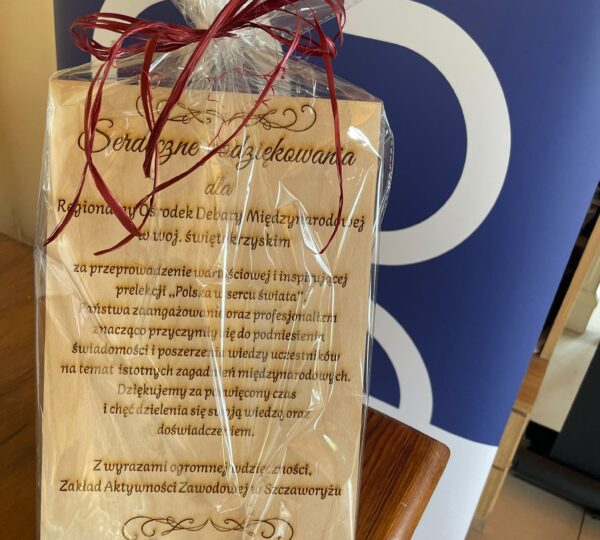 Serdeczne podziękowania
dla
Regionalny Ośrodek Debaty Międzynarodowej
w woj. świętokrzyskim
za przeprowadzenie wartościowej i inspirującej
prelekcji „Polska w sercu świata".
Państwa zaangażowanie oraz profesjonalizm
znacząco przyczyniły się do podniesienia
świadomości i poszerzenia wiedzy uczestników
na temat istotnych zagadnień międzynarodowych.
Dziękujemy za poświęcony czas
i chęć dzielenia się swoją wiedzą oraz
doświadczeniem.
Z wyrazami ogromnej wdzięczności,
Zakład Aktywności Zawodowej w Szczaworyżu